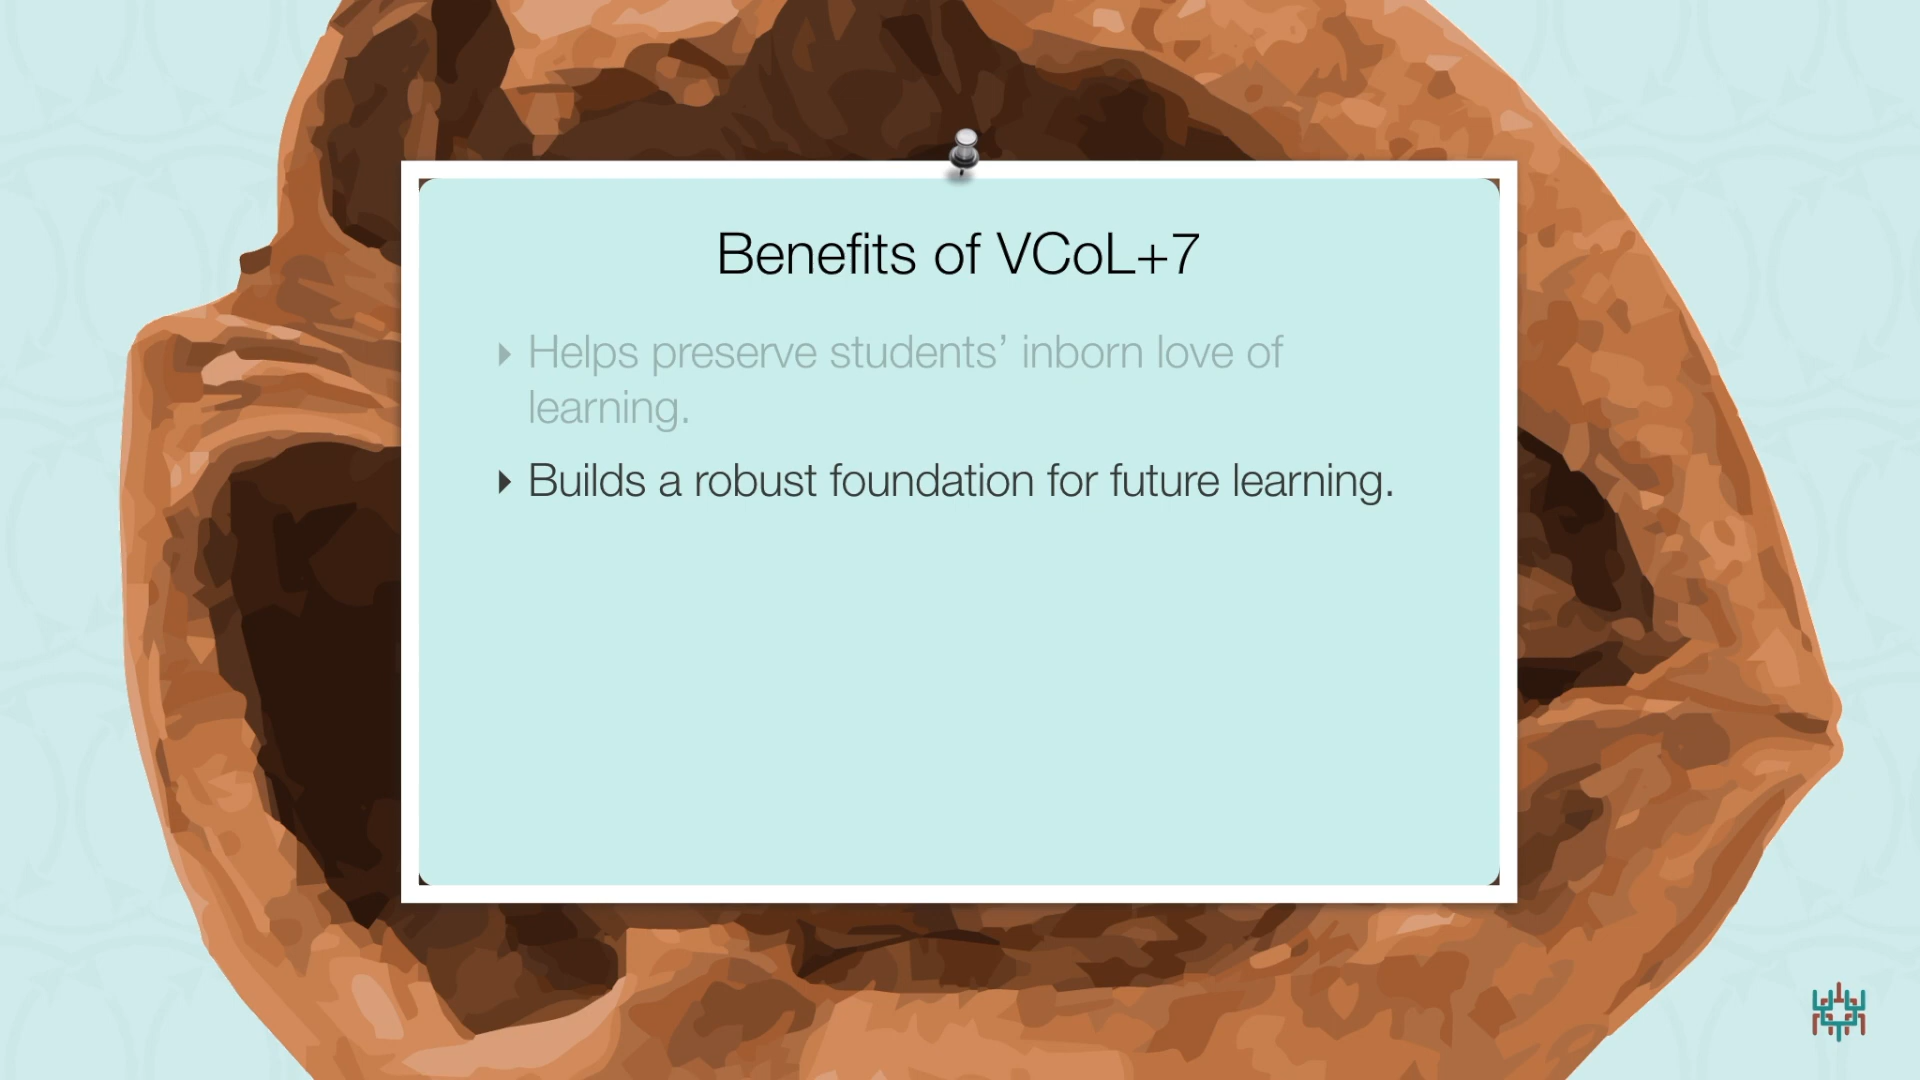 Benefits of VCoL+7
▸ Helps preserve students’ inborn love of
learning.
▸ Builds a robust foundation for future learning.